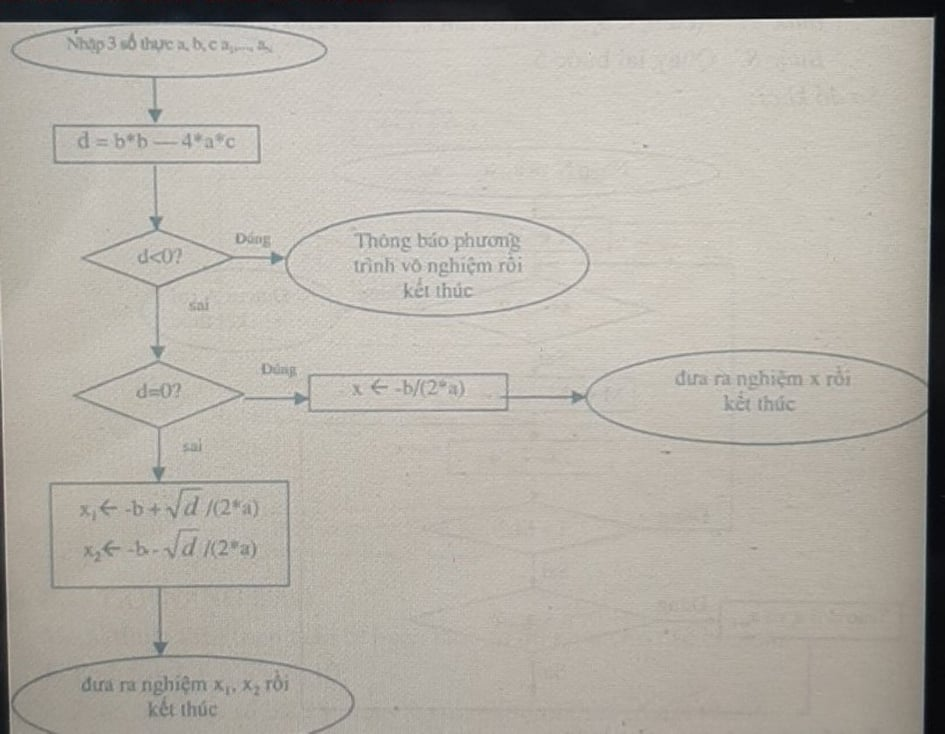 Nhập 3 số thực a, b, c a₁,..., aₙ
d = b*b — 4*a*c
d<0?
Đúng
Thông báo phương
trình vô nghiệm rồi
kết thúc
sai
d=0?
Đúng
x ← -b/(2*a)
đưa ra nghiệm x rồi
kết thúc
sai
x₁← -b + √d /(2*a)
x₂← -b - √d /(2*a)
đưa ra nghiệm x₁, x₂ rồi
kết thúc